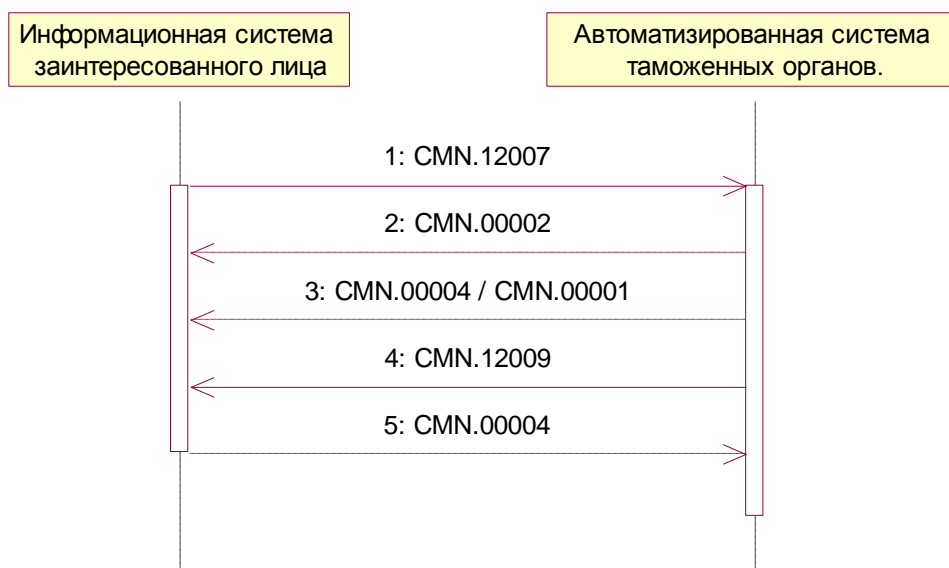 Информационная система
заинтересованного лица
Автоматизированная система
таможенных органов.
1: CMN.12007
2: CMN.00002
3: CMN.00004 / CMN.00001
4: CMN.12009
5: CMN.00004